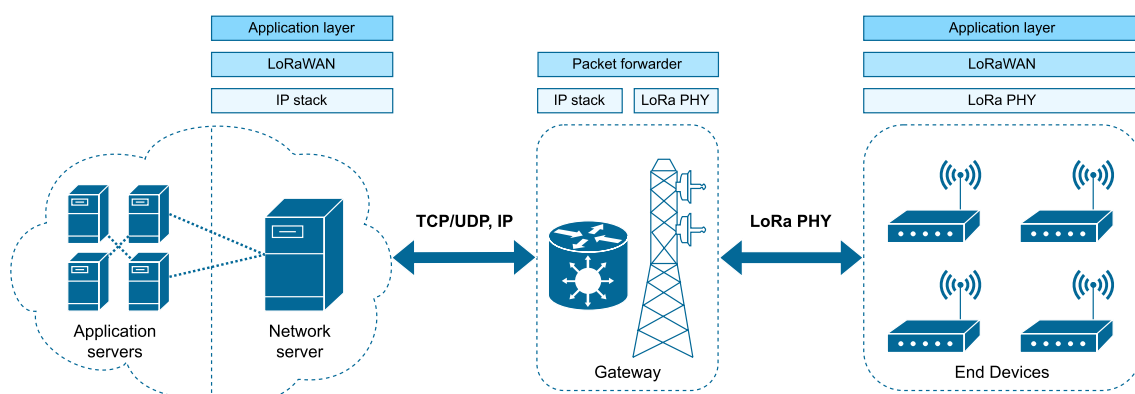 Application layer
LoRaWAN
IP stack
Packet forwarder
IP stack
LoRa PHY
Application layer
LoRaWAN
LoRa PHY
TCP/UDP, IP
LoRa PHY
Application
servers
Network
server
Gateway
End Devices